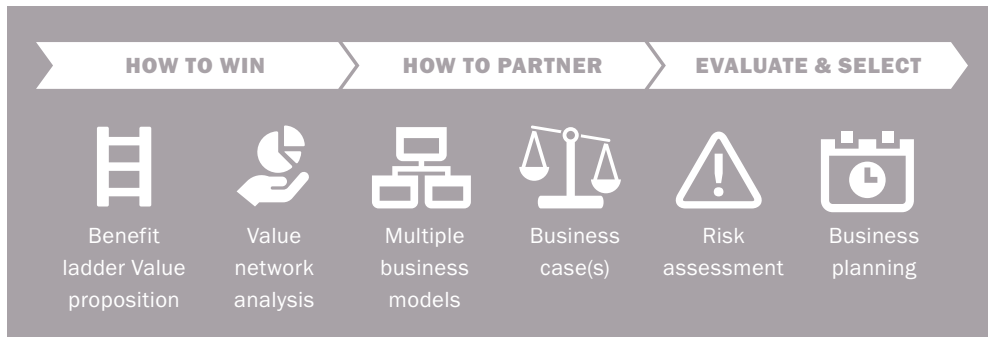 HOW TO WIN
HOW TO PARTNER
EVALUATE & SELECT
Benefit
ladder Value
proposition
Value
network
analysis
Multiple
business
models
Business
case(s)
Risk
assessment
Business
planning